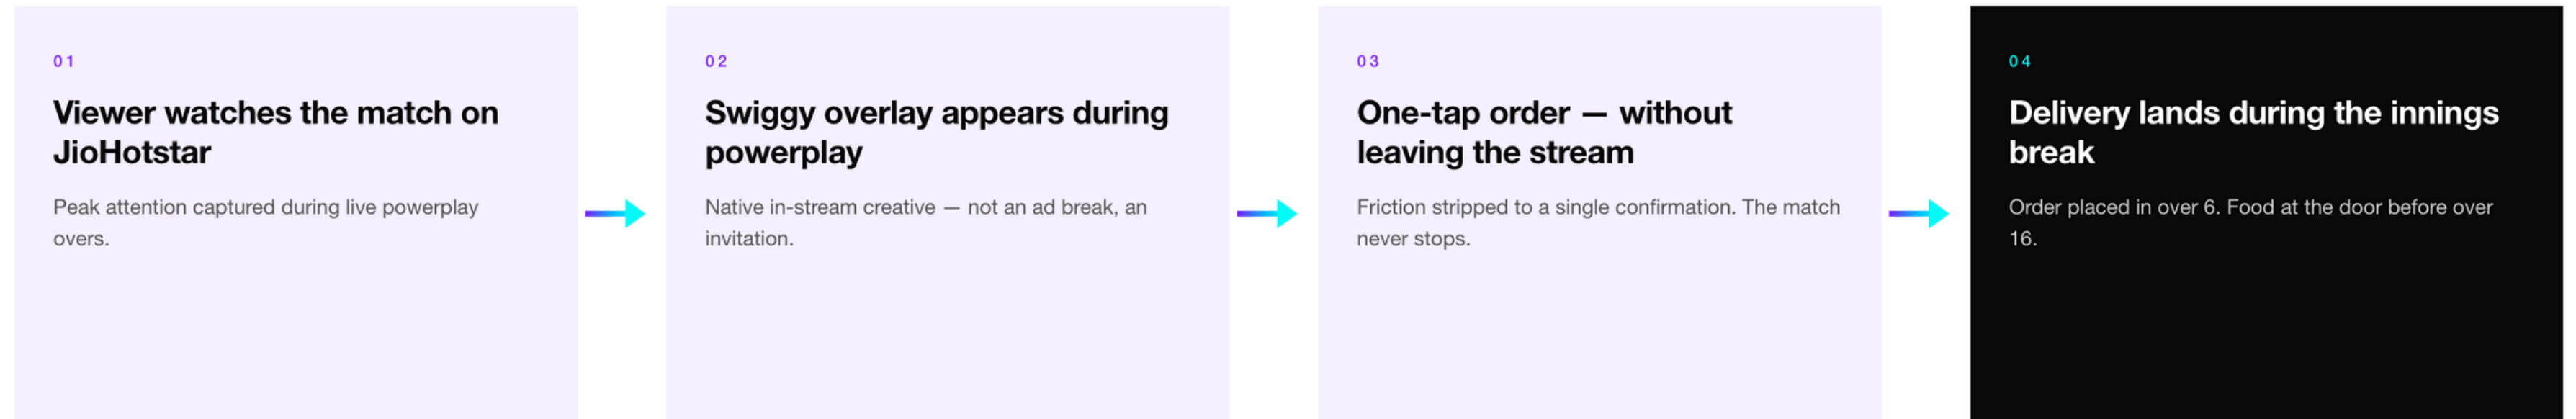 01
Viewer watches the match on
JioHotstar
Peak attention captured during live powerplay
overs.
02
Swiggy overlay appears during
powerplay
Native in-stream creative — not an ad break, an
invitation.
03
One-tap order — without
leaving the stream
Friction stripped to a single confirmation. The match
never stops.
04
Delivery lands during the innings
break
Order placed in over 6. Food at the door before over
16.